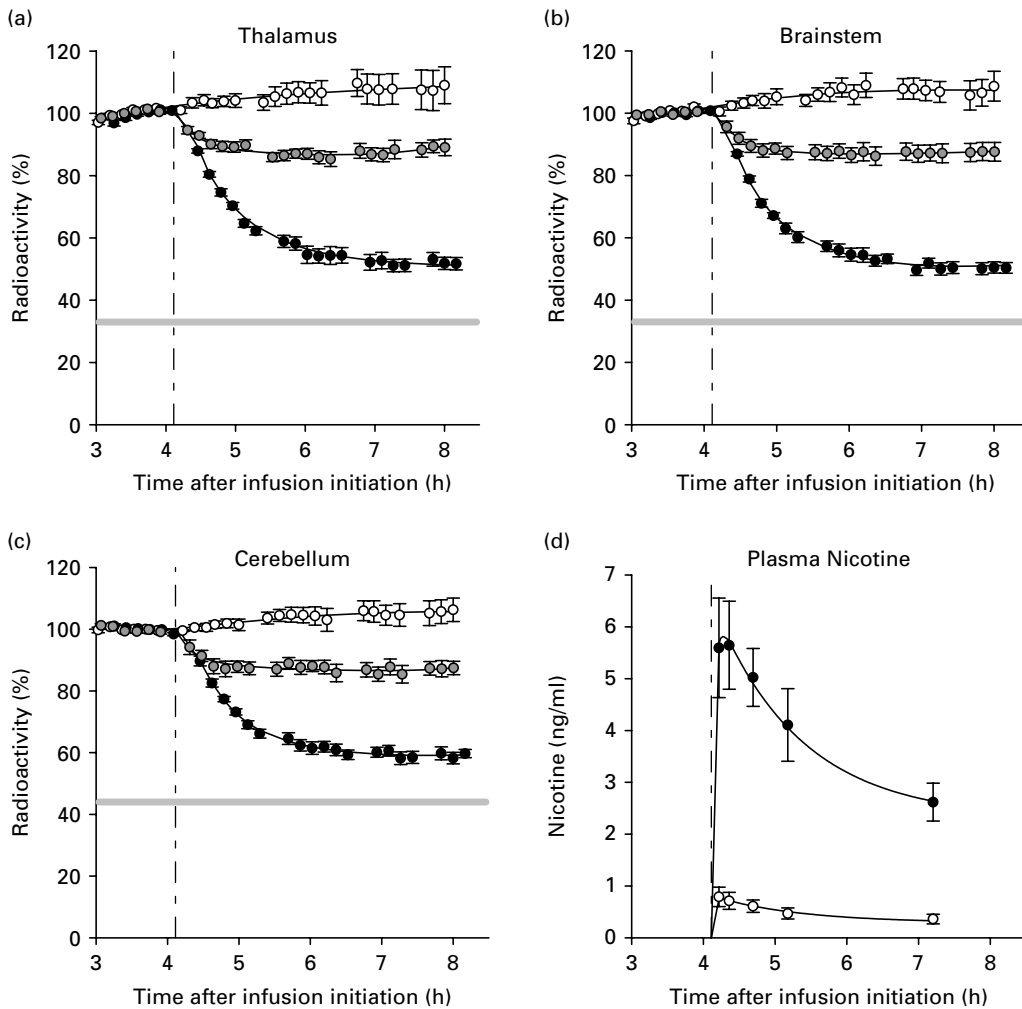 (a)
Thalamus
120
100
80
60
40
20
0
Radioactivity (%)
3 4 5 6 7 8
Time after infusion initiation (h)
(b)
Brainstem
120
100
80
60
40
20
0
Radioactivity (%)
3 4 5 6 7 8
Time after infusion initiation (h)
(c)
Cerebellum
120
100
80
60
40
20
0
Radioactivity (%)
3 4 5 6 7 8
Time after infusion initiation (h)
(d)
Plasma Nicotine
7
6
5
4
3
2
1
0
Nicotine (ng/ml)
3 4 5 6 7 8
Time after infusion initiation (h)